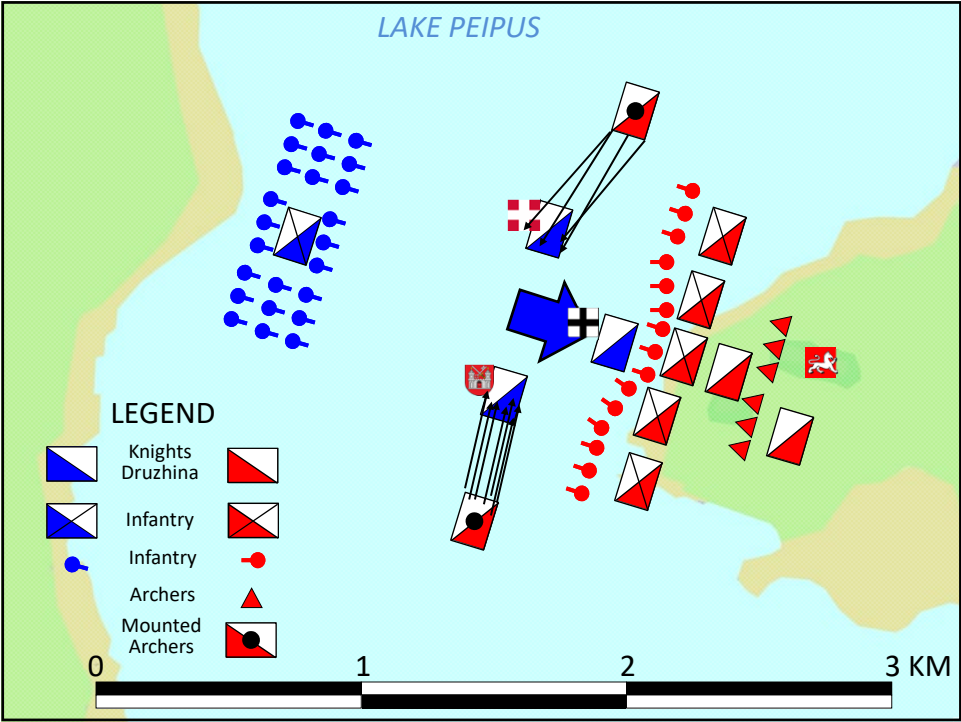 LAKE PEIPUS
LEGEND
Knights
Druzhina
Infantry
Infantry
Archers
Mounted
Archers
0 1 2 3 KM